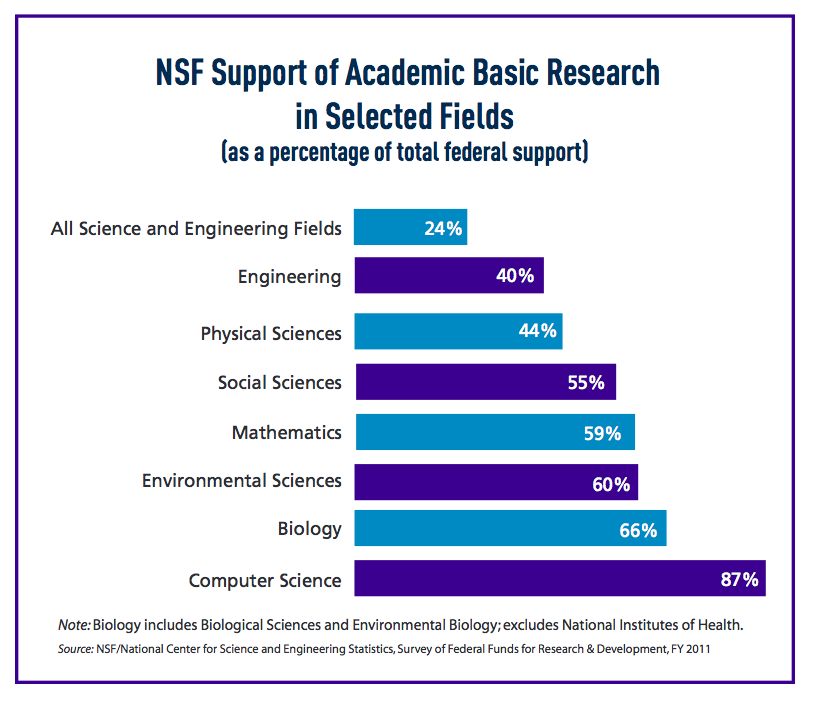 NSF Support of Academic Basic Research
in Selected Fields
(as a percentage of total federal support)
All Science and Engineering Fields 24%
Engineering 40%
Physical Sciences 44%
Social Sciences 55%
Mathematics 59%
Environmental Sciences 60%
Biology 66%
Computer Science 87%
Note: Biology includes Biological Sciences and Environmental Biology; excludes National Institutes of Health.
Source: NSF/National Center for Science and Engineering Statistics, Survey of Federal Funds for Research & Development, FY 2011